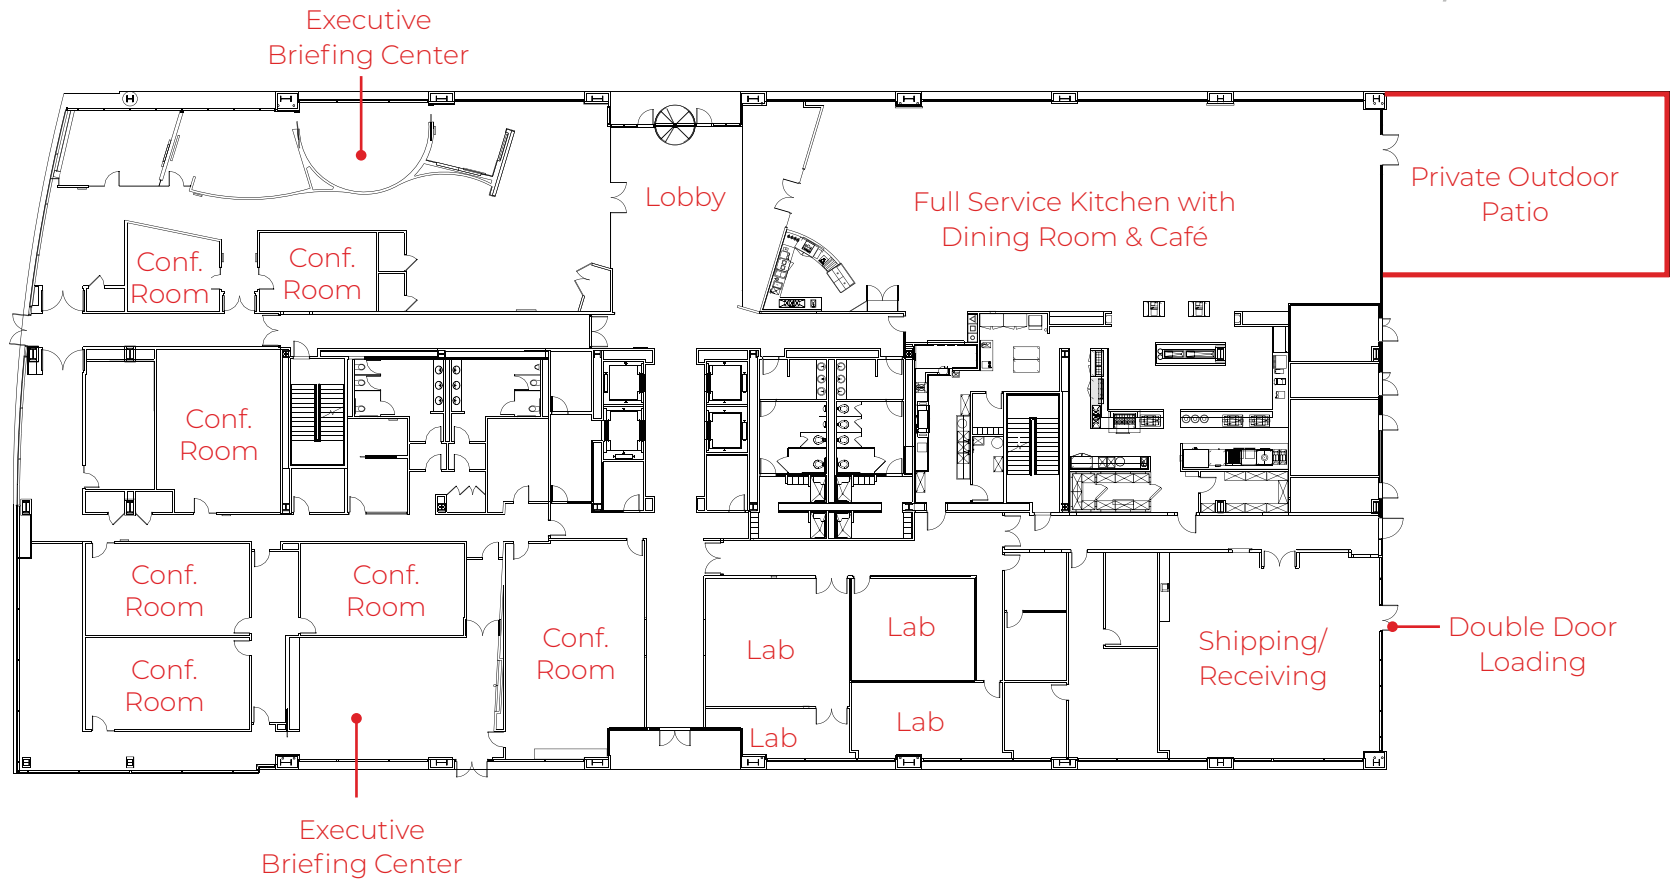 Executive
Briefing Center
Lobby
Full Service Kitchen with
Dining Room & Café
Private Outdoor
Patio
Conf.
Room
Conf.
Room
Conf.
Room
Conf.
Room
Conf.
Room
Conf.
Room
Conf.
Room
Lab
Lab
Lab
Lab
Shipping/
Receiving
Double Door
Loading
Executive
Briefing Center